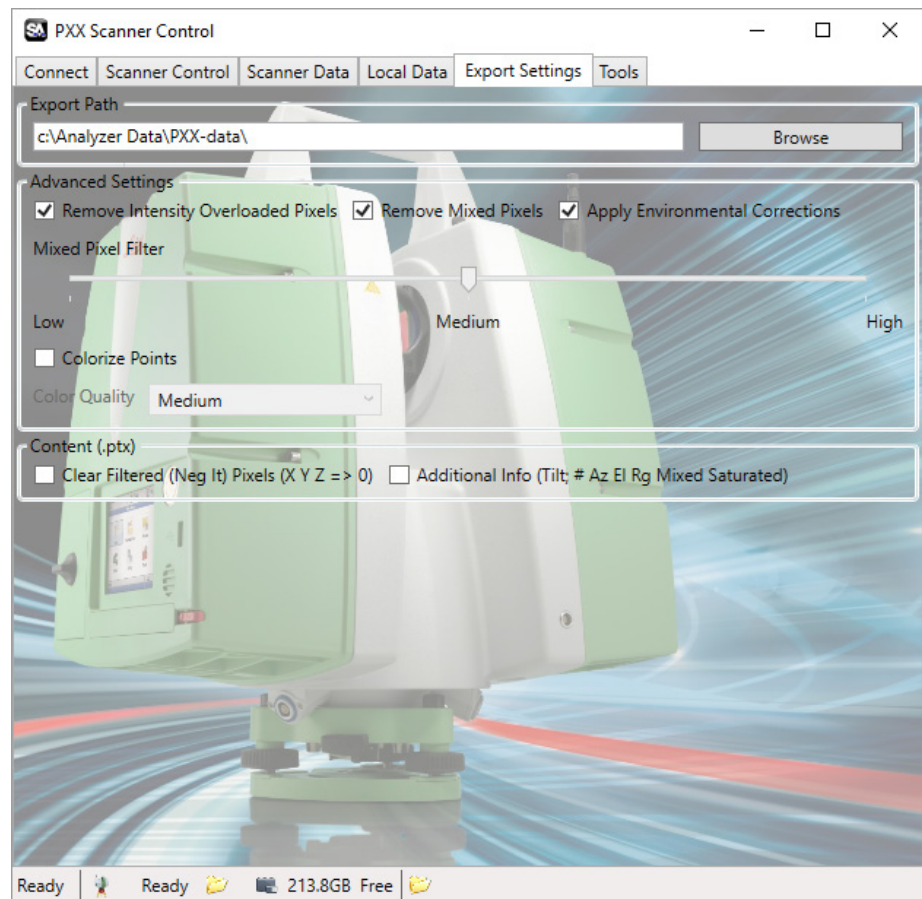 SA PXX Scanner Control
Connect Scanner Control Scanner Data Local Data Export Settings Tools
Export Path
c:\Analyzer Data\PXX-data\ Browse
Advanced Settings
Remove Intensity Overloaded Pixels Remove Mixed Pixels Apply Environmental Corrections
Mixed Pixel Filter
Low Medium High
Colorize Points
Color Quality Medium
Content (.ptx)
Clear Filtered (Neg It) Pixels (X Y Z => 0) Additional Info (Tilt; # Az El Rg Mixed Saturated)
Ready Ready 213.8GB Free